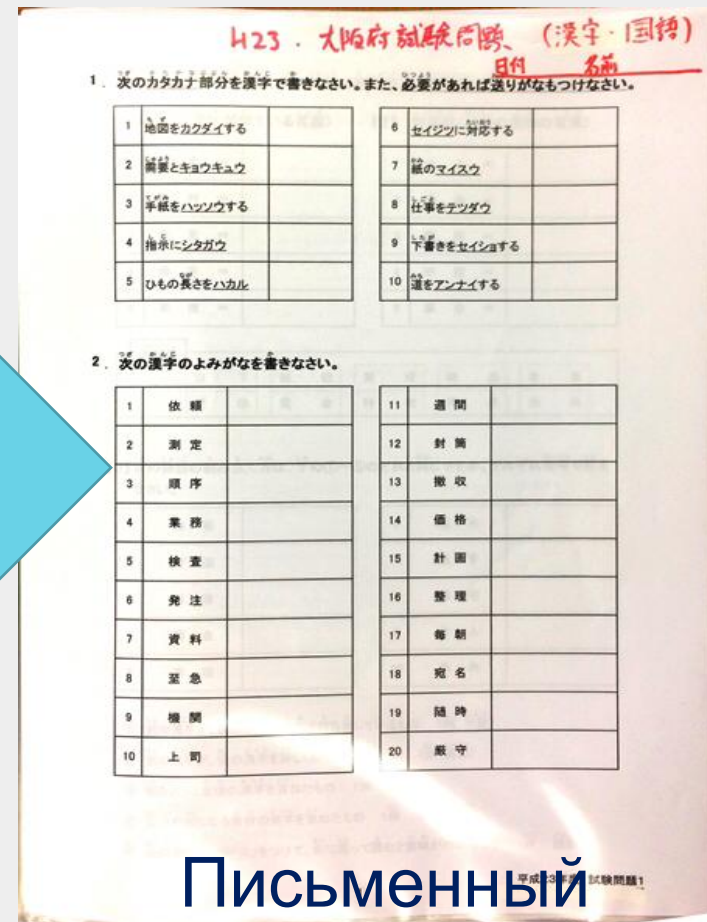 H23. 大阪府試験問題、(漢字・国語)
日付 名前
1. 次のカタカナ部分を漢字で書きなさい。また、必要があれば送りがなもつけなさい。
1 地図をカクダイする
2 需要とキョウキュウ
3 手紙をハッソウする
4 指示にシタガウ
5 ひもの長さをハカル
6 セイジツに対応する
7 紙のマイスウ
8 仕事をテツダウ
9 下書きをセイショする
10 道をアンナイする
2. 次の漢字のよみがなを書きなさい。
1 依頼
2 測定
3 順序
4 業務
5 検査
6 発注
7 資料
8 至急
9 機関
10 上司
11 週間
12 封筒
13 撤収
14 価格
15 計画
16 整理
17 毎朝
18 宛名
19 随時
20 厳守
平成23年度 試験問題1
Письменный